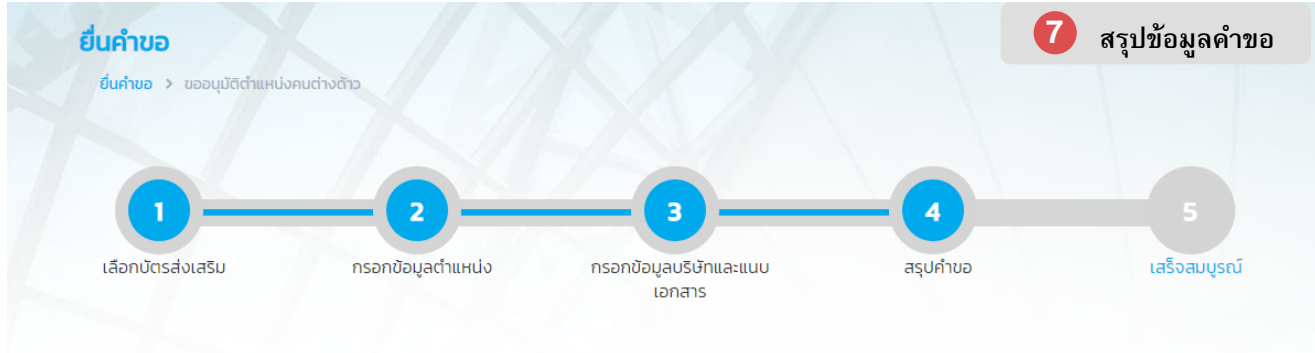 ยื่นคำขอ
7 สรุปข้อมูลคำขอ
ยื่นคำขอ > ขออนุมัติตำแหน่งคนต่างด้าว
1 2 3 4 5
เลือกบัตรส่งเสริม
กรอกข้อมูลตำแหน่ง
กรอกข้อมูลบริษัทและแนบ
เอกสาร
สรุปคำขอ
เสร็จสมบูรณ์